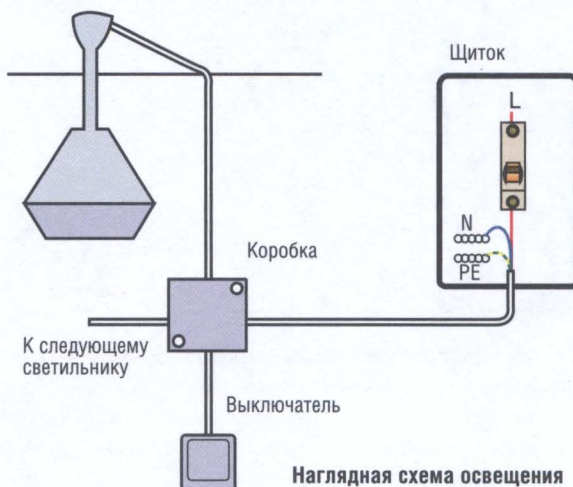 Щиток
L
N
PE
Коробка
К следующему
светильнику
Выключатель
Наглядная схема освещения